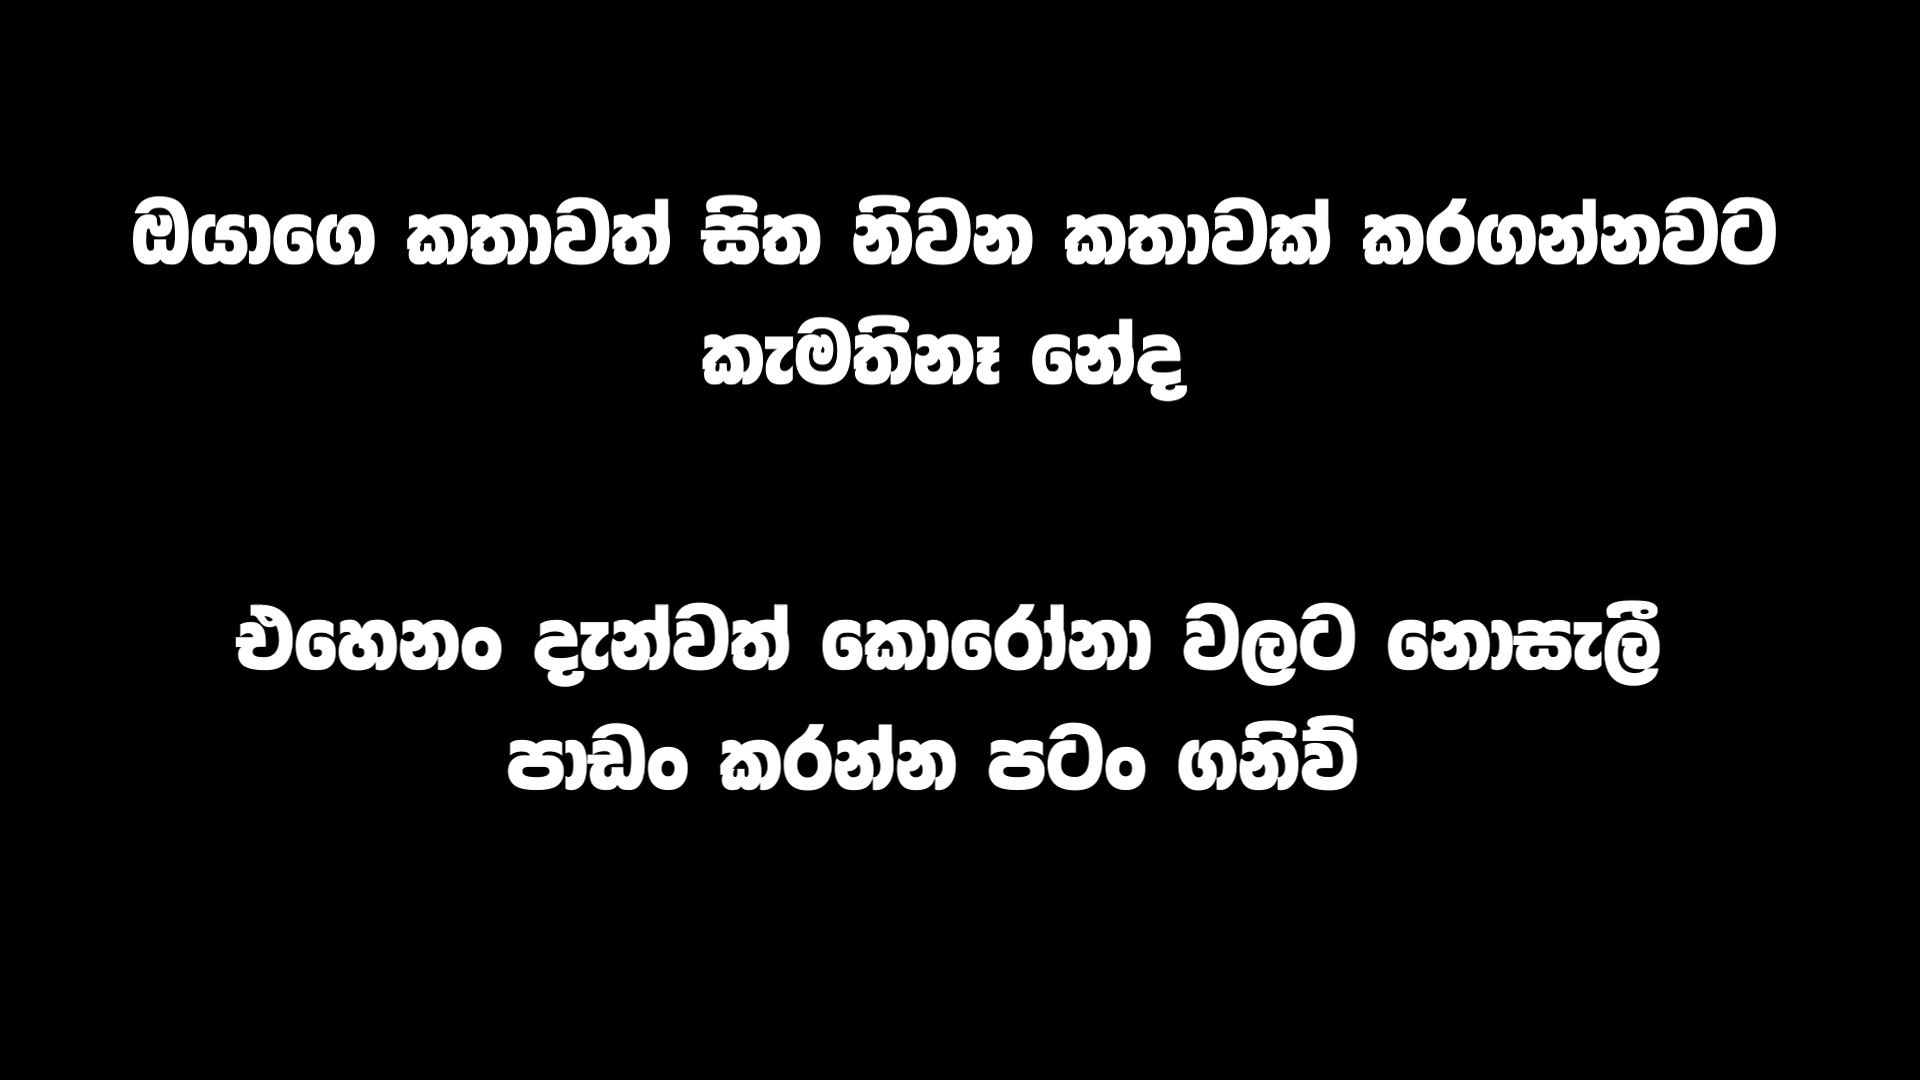 ඔයාගෙ කතාවත් සිත නිවන කතාවක් කරගන්නවට
කැමතිනෑ නේද
එහෙනං දැන්වත් කොරෝනා වලට නොසැලී
පාඩං කරන්න පටං ගනිව්